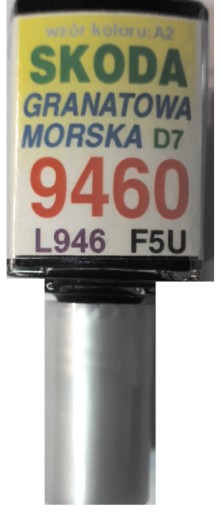 wzór koloru:A2
SKODA
GRANATOWA
MORSKA D7
9460
L946 F5U